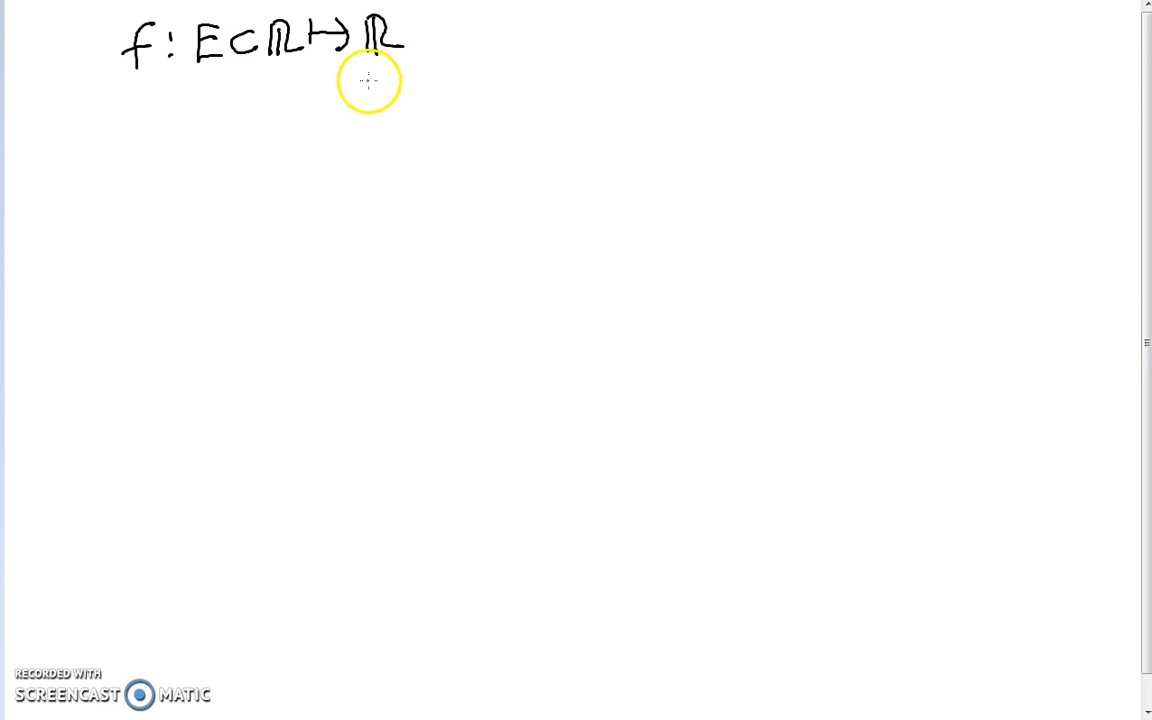 f : E ⊂ ℝ ↦ ℝ
RECORDED WITH
SCREENCAST MATIC